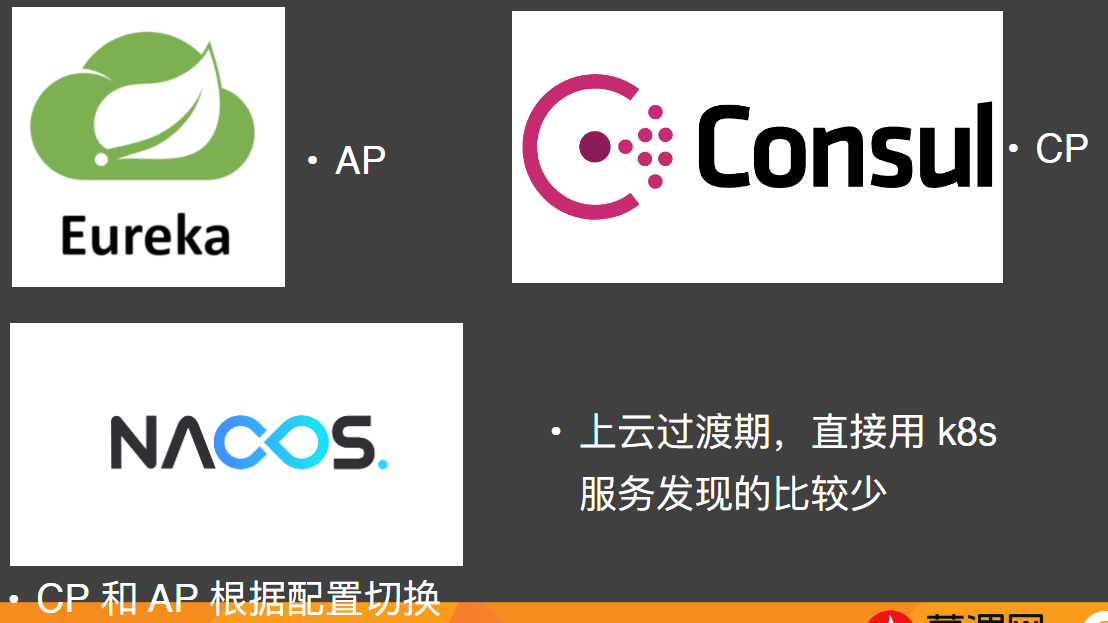 Eureka
• AP
Consul
• CP
NACOS.
• 上云过渡期，直接用 k8s
服务发现的比较少
• CP 和 AP 根据配置切换